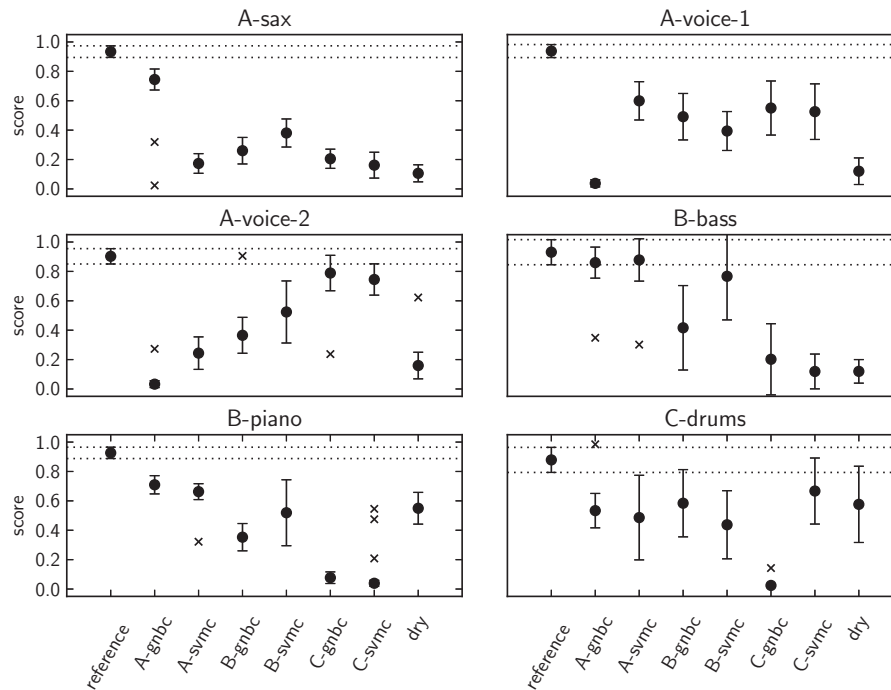 A-sax
A-voice-1
1.0
0.8
0.6
0.4
0.2
0.0
score
A-voice-2
B-bass
1.0
0.8
0.6
0.4
0.2
0.0
score
B-piano
C-drums
1.0
0.8
0.6
0.4
0.2
0.0
score
reference
A-gnbc
A-svmc
B-gnbc
B-svmc
C-gnbc
C-svmc
dry
reference
A-gnbc
A-svmc
B-gnbc
B-svmc
C-gnbc
C-svmc
dry